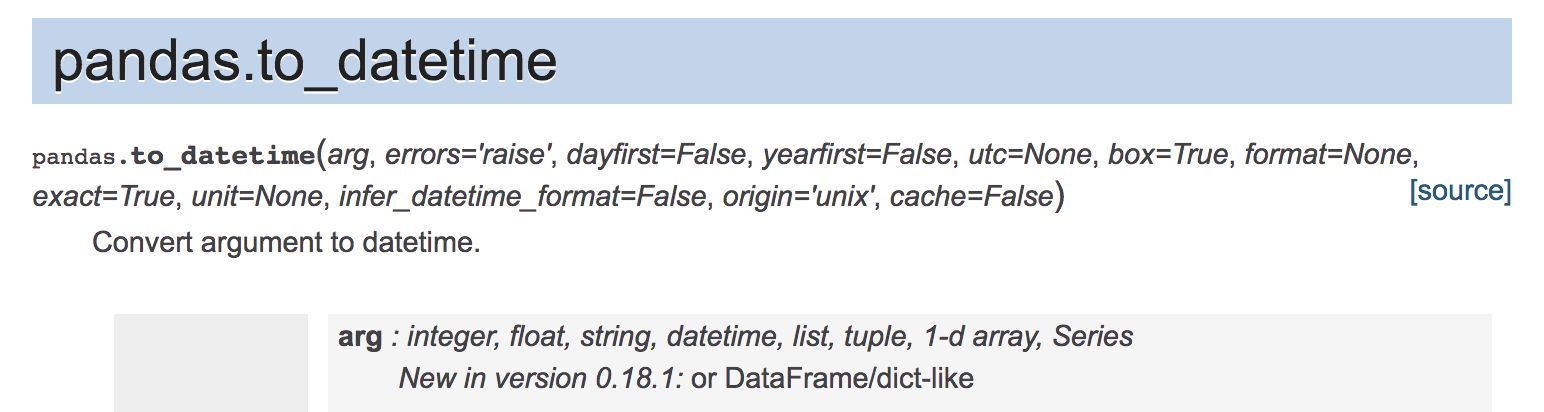 pandas.to_datetime
pandas.to_datetime(arg, errors='raise', dayfirst=False, yearfirst=False, utc=None, box=True, format=None,
exact=True, unit=None, infer_datetime_format=False, origin='unix', cache=False) [source]
Convert argument to datetime.
arg : integer, float, string, datetime, list, tuple, 1-d array, Series
New in version 0.18.1: or DataFrame/dict-like